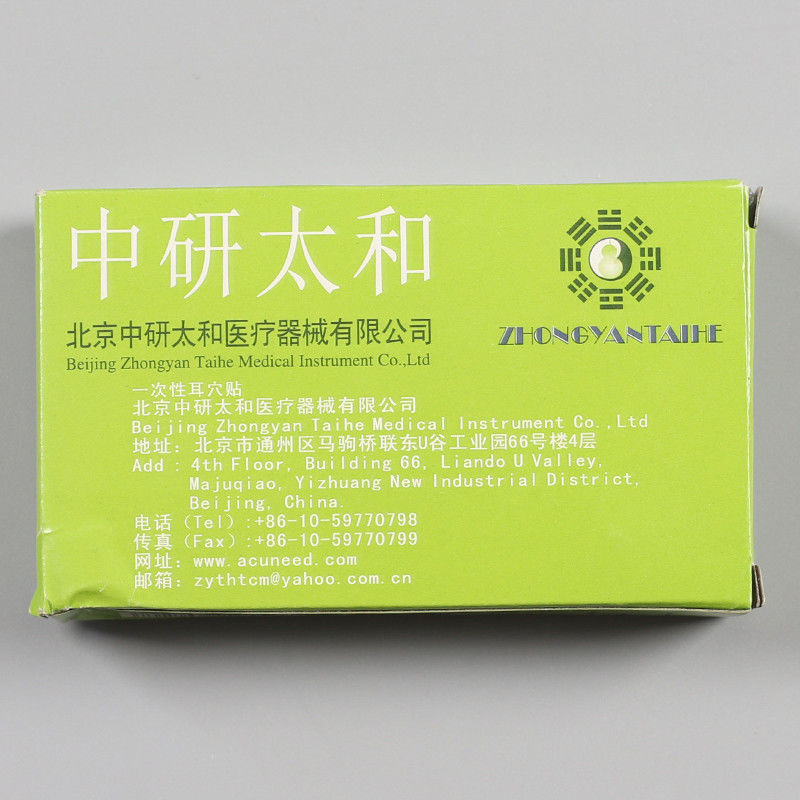 中研太和
北京中研太和医疗器械有限公司
Beijing Zhongyan Taihe Medical Instrument Co.,Ltd
ZHONGYANTAIHE
一次性耳穴贴
北京中研太和医疗器械有限公司
Beijing Zhongyan Taihe Medical Instrument Co.,Ltd
地址：北京市通州区马驹桥联东U谷工业园66号楼4层
Add : 4th Floor, Building 66, Liando U Valley,
Majuqiao, Yizhuang New Industrial District,
Beijing, China.
电话（Tel）:+86-10-59770798
传真（Fax）:+86-10-59770799
网址：www.acuneed.com
邮箱：zythtcm@yahoo.com.cn